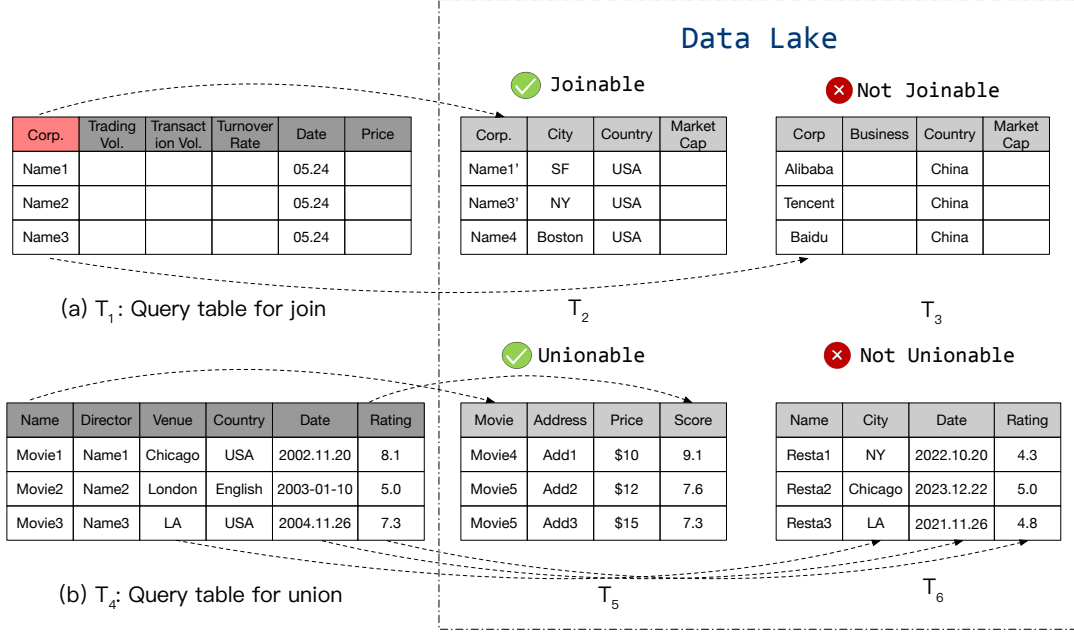 Data Lake
Joinable
Not Joinable
Corp. Trading Vol. Transact ion Vol. Turnover Rate Date Price
Name1 05.24
Name2 05.24
Name3 05.24
Corp. City Country Market Cap
Name1' SF USA
Name3' NY USA
Name4 Boston USA
Corp Business Country Market Cap
Alibaba China
Tencent China
Baidu China
(a) T1: Query table for join
T2
T3
Unionable
Not Unionable
Name Director Venue Country Date Rating
Movie1 Name1 Chicago USA 2002.11.20 8.1
Movie2 Name2 London English 2003-01-10 5.0
Movie3 Name3 LA USA 2004.11.26 7.3
Movie Address Price Score
Movie4 Add1 $10 9.1
Movie5 Add2 $12 7.6
Movie5 Add3 $15 7.3
Name City Date Rating
Resta1 NY 2022.10.20 4.3
Resta2 Chicago 2023.12.22 5.0
Resta3 LA 2021.11.26 4.8
(b) T4: Query table for union
T5
T6